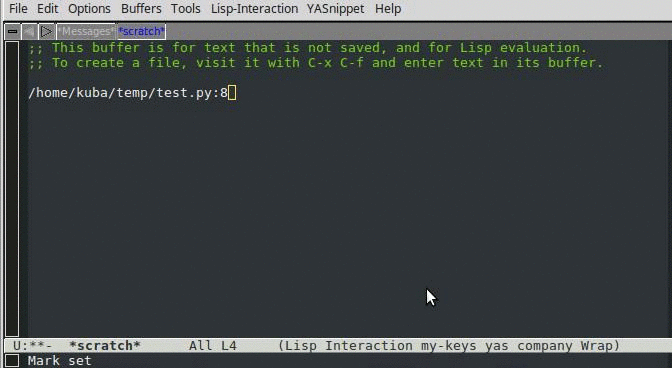 File Edit Options Buffers Tools Lisp-Interaction YASnippet Help
*Messages* *scratch*
;; This buffer is for text that is not saved, and for Lisp evaluation.
;; To create a file, visit it with C-x C-f and enter text in its buffer.
/home/kuba/temp/test.py:8
U:**- *scratch* All L4 (Lisp Interaction my-keys yas company Wrap)
Mark set